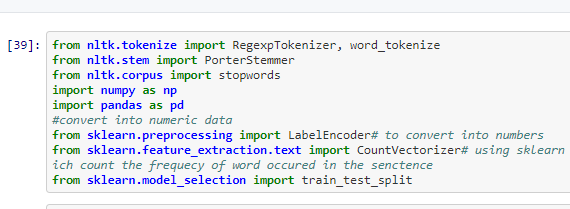 [39]: from nltk.tokenize import RegexpTokenizer, word_tokenize
from nltk.stem import PorterStemmer
from nltk.corpus import stopwords
import numpy as np
import pandas as pd
#convert into numeric data
from sklearn.preprocessing import LabelEncoder# to convert into numbers
from sklearn.feature_extraction.text import CountVectorizer# using sklearn
ich count the frequecy of word occured in the senctence
from sklearn.model_selection import train_test_split